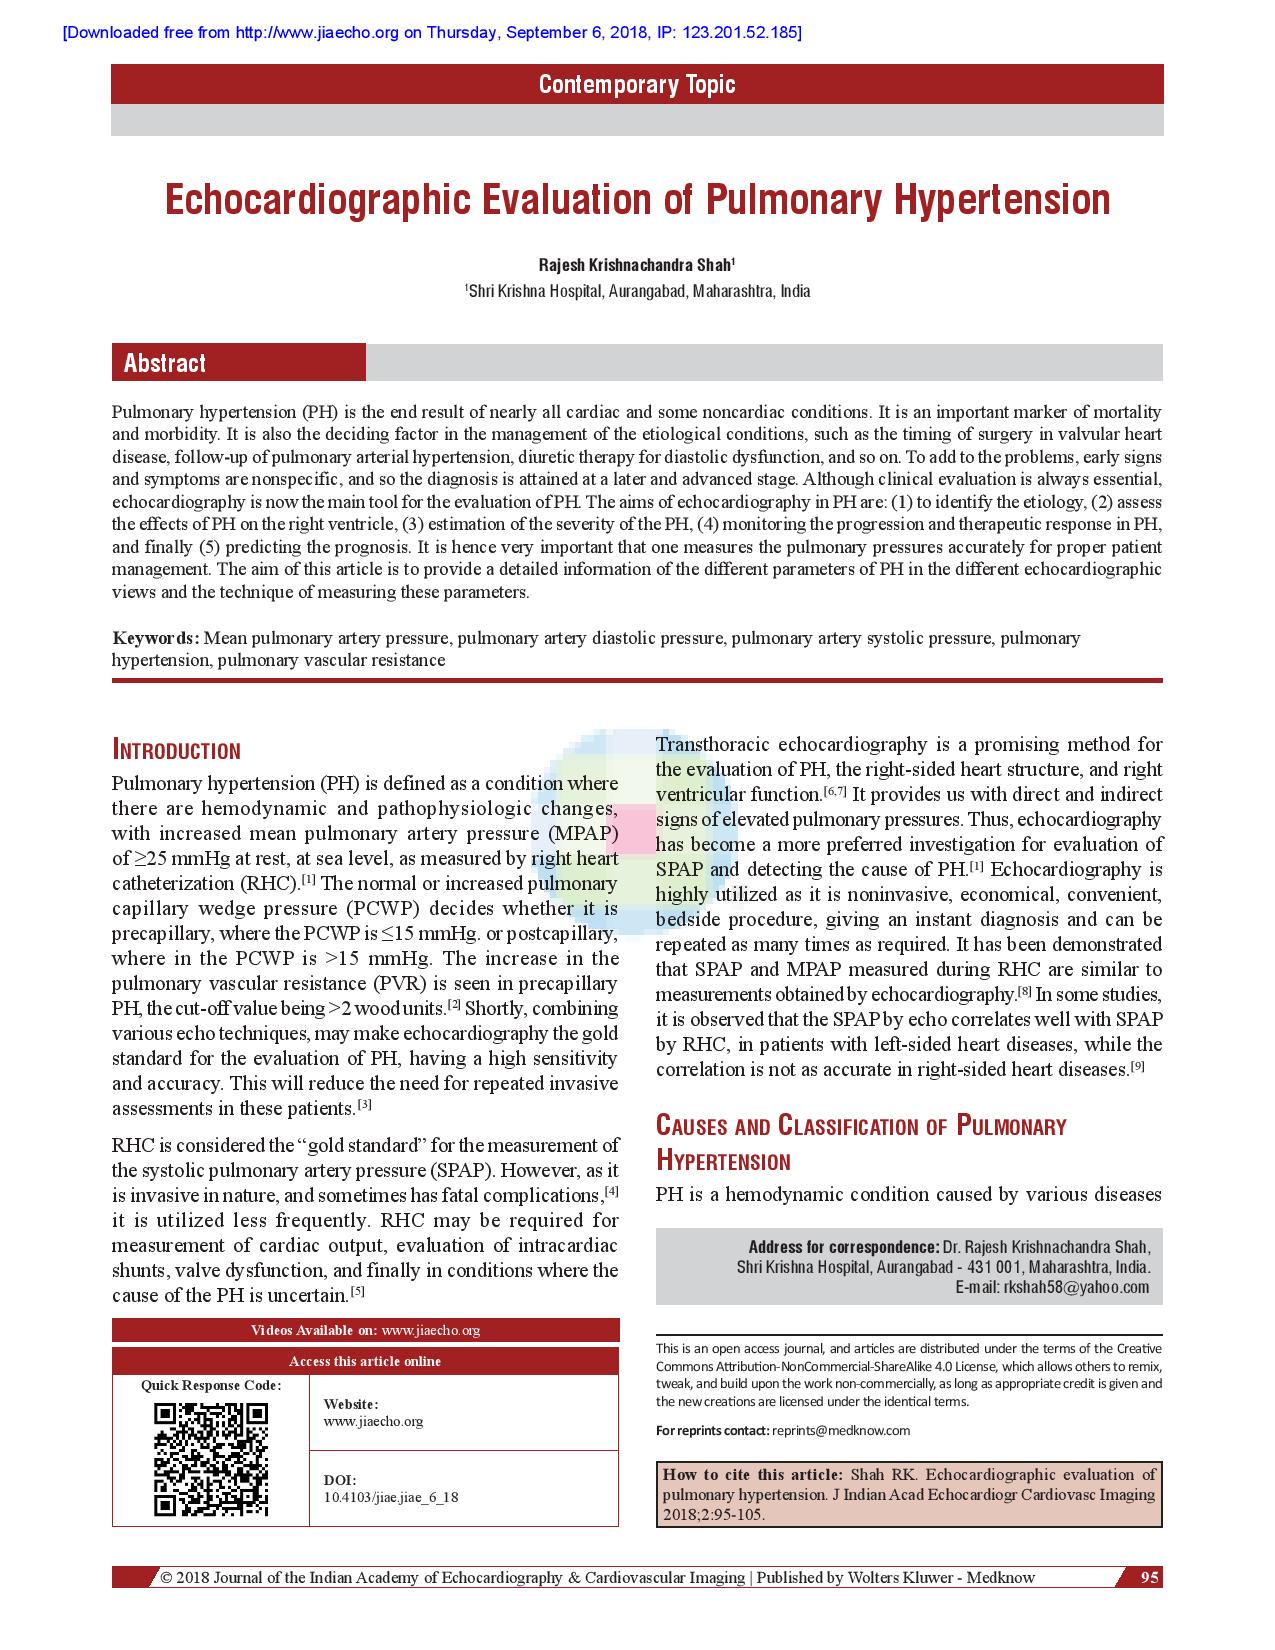 [Downloaded free from http://www.jiaecho.org on Thursday, September 6, 2018, IP: 123.201.52.185]
Contemporary Topic
Echocardiographic Evaluation of Pulmonary Hypertension
Rajesh Krishnachandra Shah¹
¹Shri Krishna Hospital, Aurangabad, Maharashtra, India
Abstract
Pulmonary hypertension (PH) is the end result of nearly all cardiac and some noncardiac conditions. It is an important marker of mortality
and morbidity. It is also the deciding factor in the management of the etiological conditions, such as the timing of surgery in valvular heart
disease, follow-up of pulmonary arterial hypertension, diuretic therapy for diastolic dysfunction, and so on. To add to the problems, early signs
and symptoms are nonspecific, and so the diagnosis is attained at a later and advanced stage. Although clinical evaluation is always essential,
echocardiography is now the main tool for the evaluation of PH. The aims of echocardiography in PH are: (1) to identify the etiology, (2) assess
the effects of PH on the right ventricle, (3) estimation of the severity of the PH, (4) monitoring the progression and therapeutic response in PH,
and finally (5) predicting the prognosis. It is hence very important that one measures the pulmonary pressures accurately for proper patient
management. The aim of this article is to provide a detailed information of the different parameters of PH in the different echocardiographic
views and the technique of measuring these parameters.
Keywords: Mean pulmonary artery pressure, pulmonary artery diastolic pressure, pulmonary artery systolic pressure, pulmonary
hypertension, pulmonary vascular resistance
Introduction
Pulmonary hypertension (PH) is defined as a condition where
there are hemodynamic and pathophysiologic changes,
with increased mean pulmonary artery pressure (MPAP)
of ≥25 mmHg at rest, at sea level, as measured by right heart
catheterization (RHC).[1] The normal or increased pulmonary
capillary wedge pressure (PCWP) decides whether it is
precapillary, where the PCWP is ≤15 mmHg. or postcapillary,
where in the PCWP is >15 mmHg. The increase in the
pulmonary vascular resistance (PVR) is seen in precapillary
PH, the cut-off value being >2 wood units.[2] Shortly, combining
various echo techniques, may make echocardiography the gold
standard for the evaluation of PH, having a high sensitivity
and accuracy. This will reduce the need for repeated invasive
assessments in these patients.[3]
RHC is considered the “gold standard” for the measurement of
the systolic pulmonary artery pressure (SPAP). However, as it
is invasive in nature, and sometimes has fatal complications,[4]
it is utilized less frequently. RHC may be required for
measurement of cardiac output, evaluation of intracardiac
shunts, valve dysfunction, and finally in conditions where the
cause of the PH is uncertain.[5]
Videos Available on: www.jiaecho.org
Access this article online
Quick Response Code:
Website:
www.jiaecho.org
DOI:
10.4103/jiae.jiae_6_18
Transthoracic echocardiography is a promising method for
the evaluation of PH, the right-sided heart structure, and right
ventricular function.[6,7] It provides us with direct and indirect
signs of elevated pulmonary pressures. Thus, echocardiography
has become a more preferred investigation for evaluation of
SPAP and detecting the cause of PH.[1] Echocardiography is
highly utilized as it is noninvasive, economical, convenient,
bedside procedure, giving an instant diagnosis and can be
repeated as many times as required. It has been demonstrated
that SPAP and MPAP measured during RHC are similar to
measurements obtained by echocardiography.[8] In some studies,
it is observed that the SPAP by echo correlates well with SPAP
by RHC, in patients with left-sided heart diseases, while the
correlation is not as accurate in right-sided heart diseases.[9]
Causes and Classification of Pulmonary
Hypertension
PH is a hemodynamic condition caused by various diseases
Address for correspondence: Dr. Rajesh Krishnachandra Shah,
Shri Krishna Hospital, Aurangabad - 431 001, Maharashtra, India.
E-mail: rkshah58@yahoo.com
This is an open access journal, and articles are distributed under the terms of the Creative
Commons Attribution-NonCommercial-ShareAlike 4.0 License, which allows others to remix,
tweak, and build upon the work non-commercially, as long as appropriate credit is given and
the new creations are licensed under the identical terms.
For reprints contact: reprints@medknow.com
How to cite this article: Shah RK. Echocardiographic evaluation of
pulmonary hypertension. J Indian Acad Echocardiogr Cardiovasc Imaging
2018;2:95-105.
© 2018 Journal of the Indian Academy of Echocardiography & Cardiovascular Imaging | Published by Wolters Kluwer - Medknow
95